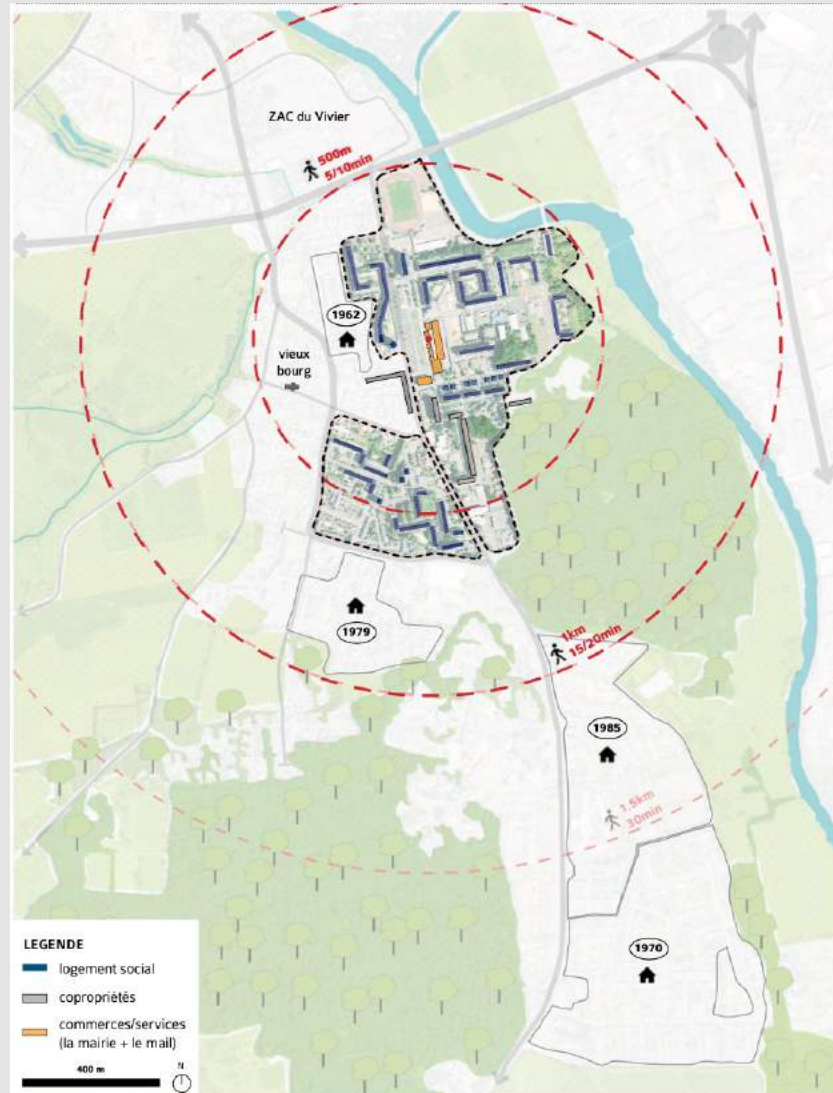 ZAC du Vivier
500m
5/10min
1962
vieux
bourg
1979
1km
15/20min
1985
1,5km
30min
1970
LEGENDE
logement social
copropriétés
commerces/services
(la mairie + le mail)
400 m
N